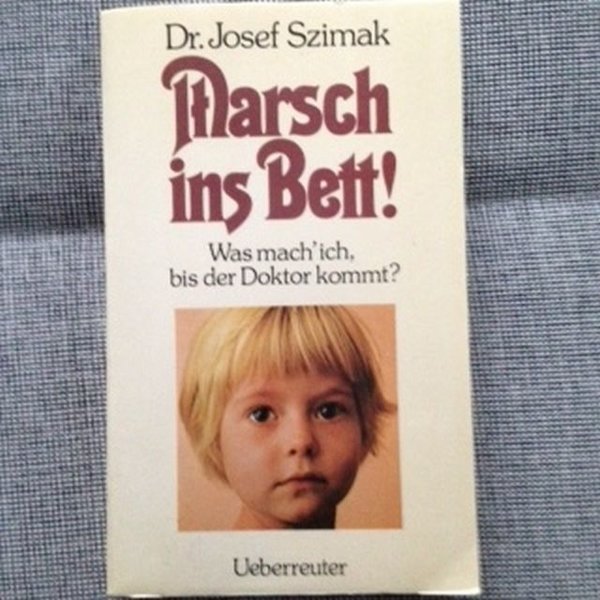 Dr. Josef Szimak
Marsch
ins Bett!
Was mach' ich,
bis der Doktor kommt?
Ueberreuter